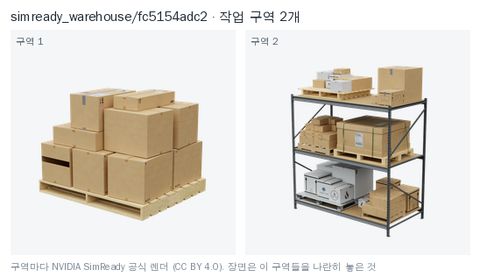 simready_warehouse/fc5154adc2 · 작업 구역 2개
구역 1
구역 2
구역마다 NVIDIA SimReady 공식 렌더 (CC BY 4.0). 장면은 이 구역들을 나란히 놓은 것